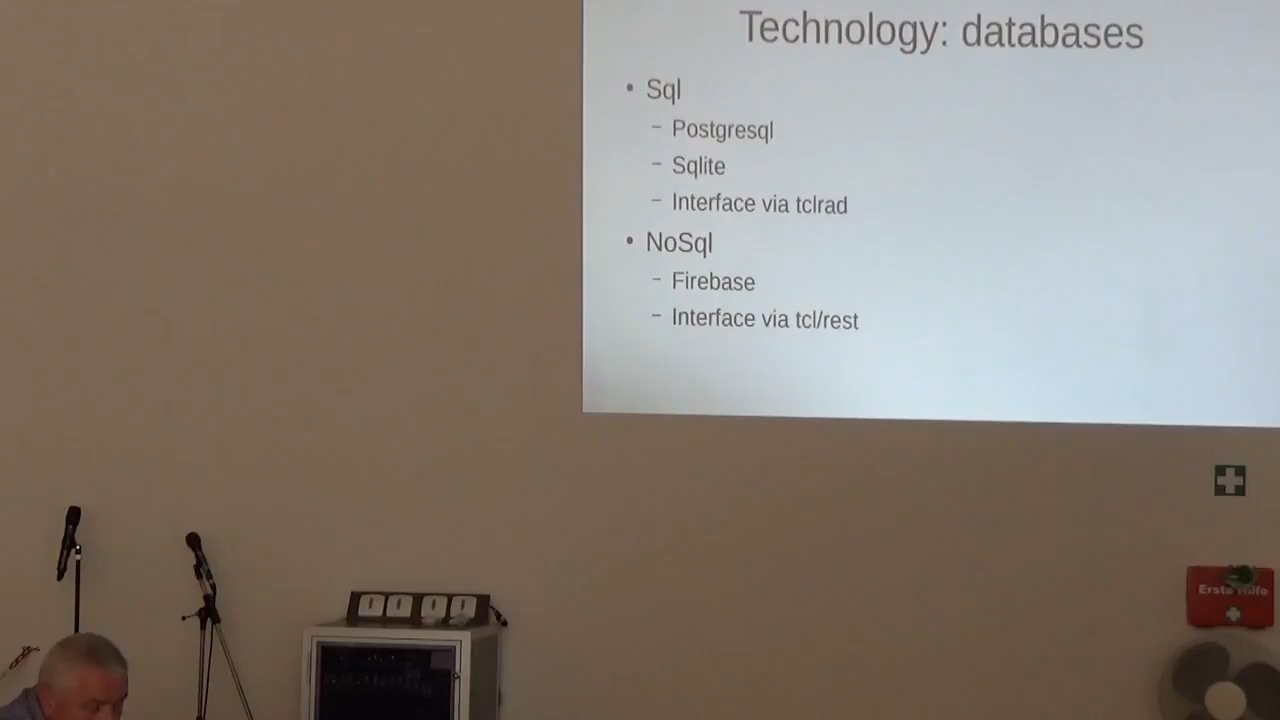 Technology: databases
• Sql
– Postgresql
– Sqlite
– Interface via tclrad
• NoSql
– Firebase
– Interface via tcl/rest
Erste Hilfe